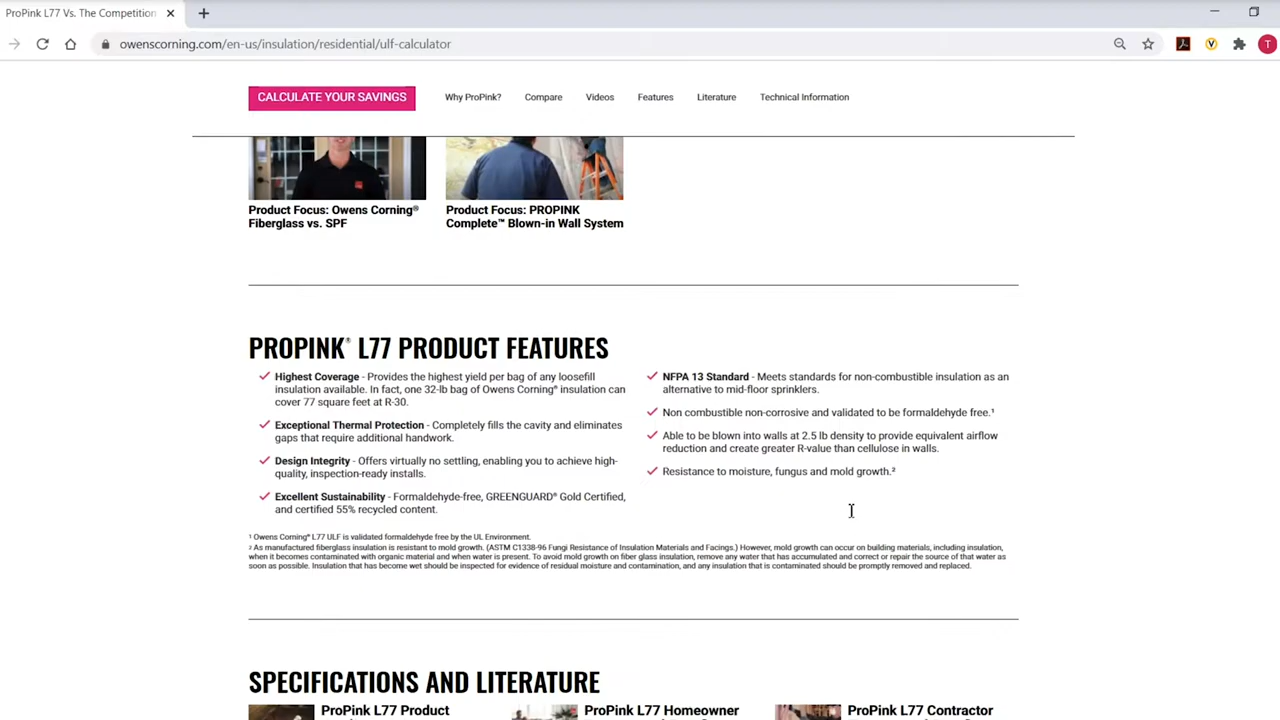 ProPink L77 Vs. The Competition
owenscorning.com/en-us/insulation/residential/ulf-calculator
T
CALCULATE YOUR SAVINGS
Why ProPink?
Compare
Videos
Features
Literature
Technical Information
Product Focus: Owens Corning®
Fiberglass vs. SPF
Product Focus: PROPINK
Complete™ Blown-in Wall System
PROPINK® L77 PRODUCT FEATURES
Highest Coverage - Provides the highest yield per bag of any loosefill
insulation available. In fact, one 32-lb bag of Owens Corning® insulation can
cover 77 square feet at R-30.
Exceptional Thermal Protection - Completely fills the cavity and eliminates
gaps that require additional handwork.
Design Integrity - Offers virtually no settling, enabling you to achieve high-
quality, inspection-ready installs.
Excellent Sustainability - Formaldehyde-free, GREENGUARD® Gold Certified,
and certified 55% recycled content.
NFPA 13 Standard - Meets standards for non-combustible insulation as an
alternative to mid-floor sprinklers.
Non combustible non-corrosive and validated to be formaldehyde free.¹
Able to be blown into walls at 2.5 lb density to provide equivalent airflow
reduction and create greater R-value than cellulose in walls.
Resistance to moisture, fungus and mold growth.²
¹ Owens Corning® L77 ULF is validated formaldehyde free by the UL Environment.
² As manufactured fiberglass insulation is resistant to mold growth. (ASTM C1338-96 Fungi Resistance of Insulation Materials and Facings.) However, mold growth can occur on building materials, including insulation,
when it becomes contaminated with organic material and when water is present. To avoid mold growth on fiber glass insulation, remove any water that has accumulated and correct or repair the source of that water as
soon as possible. Insulation that has become wet should be inspected for evidence of residual moisture and contamination, and any insulation that is contaminated should be promptly removed and replaced.
SPECIFICATIONS AND LITERATURE
ProPink L77 Product
ProPink L77 Homeowner
ProPink L77 Contractor